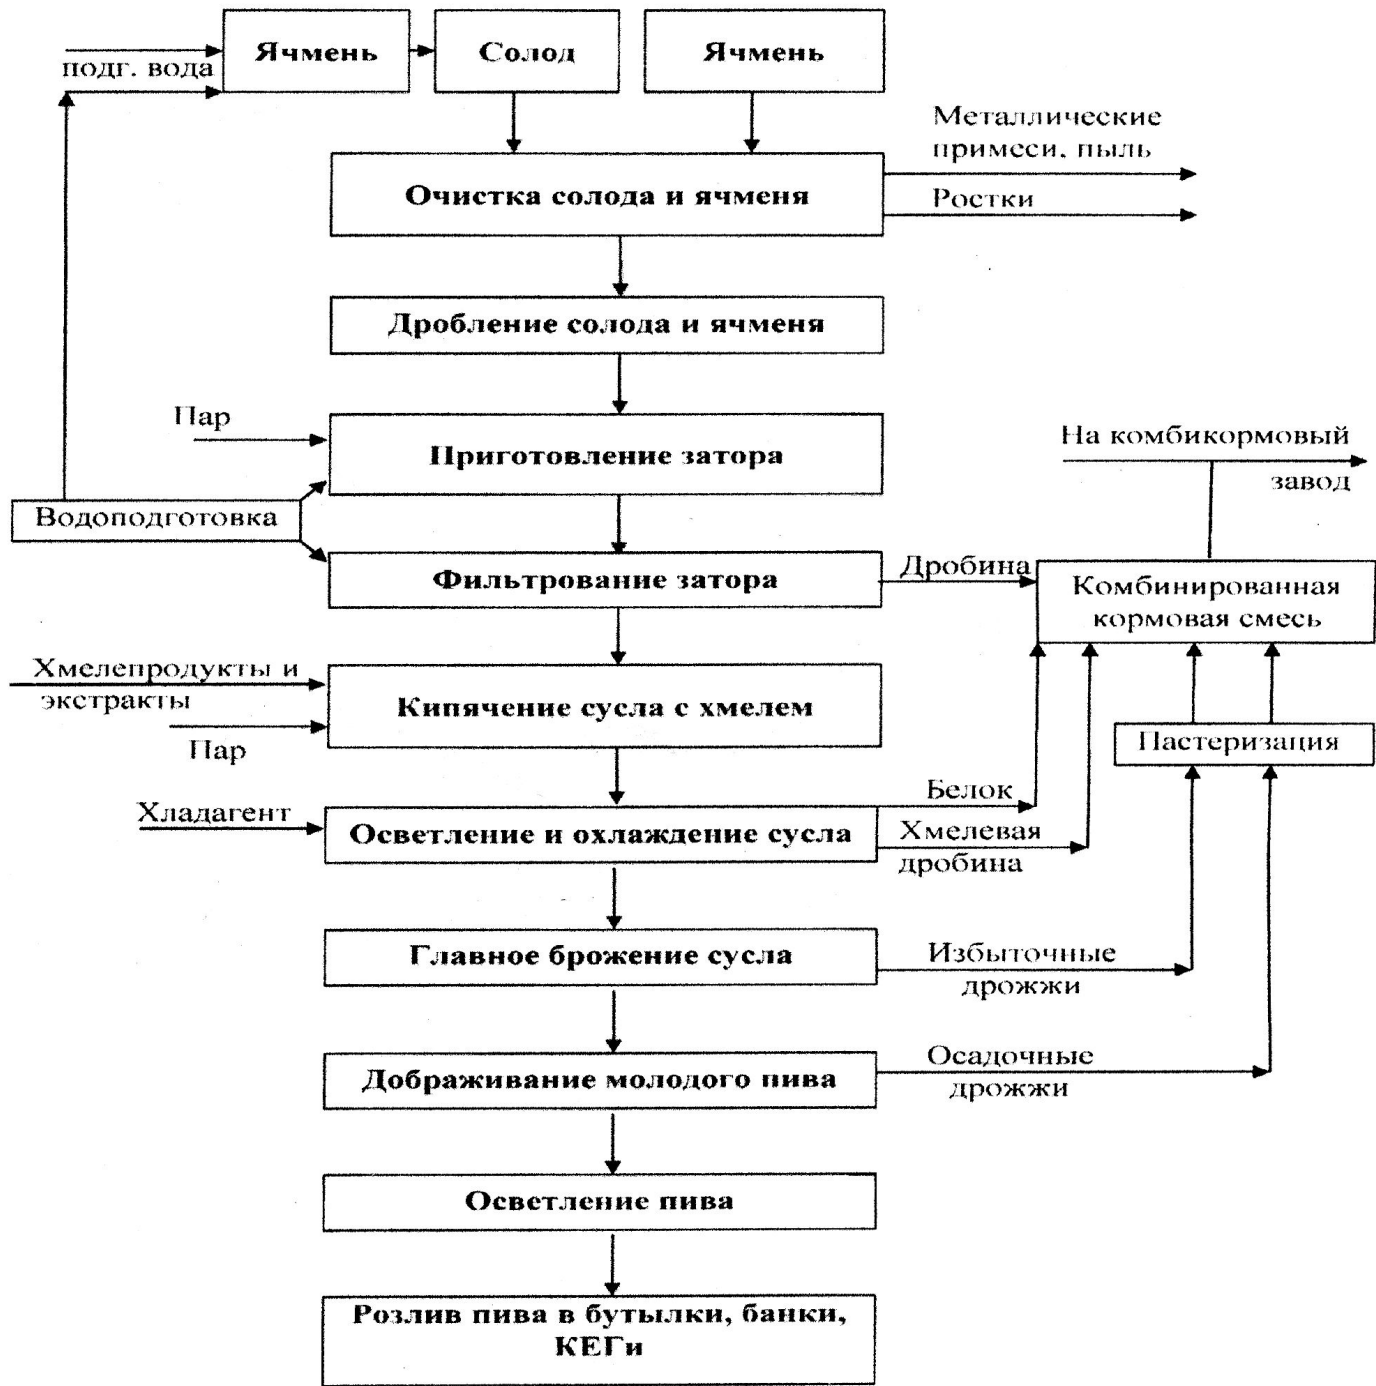 Ячмень
Солод
Ячмень
подг. вода
Металлические
примеси, пыль
Очистка солода и ячменя
Ростки
Дробление солода и ячменя
Пар
Приготовление затора
На комбикормовый
завод
Водоподготовка
Фильтрование затора
Дробина
Комбинированная
кормовая смесь
Хмелепродукты и
экстракты
Кипячение сусла с хмелем
Пар
Пастеризация
Хладагент
Осветление и охлаждение сусла
Белок
Хмелевая
дробина
Главное брожение сусла
Избыточные
дрожжи
Дображивание молодого пива
Осадочные
дрожжи
Осветление пива
Розлив пива в бутылки, банки,
КЕГи